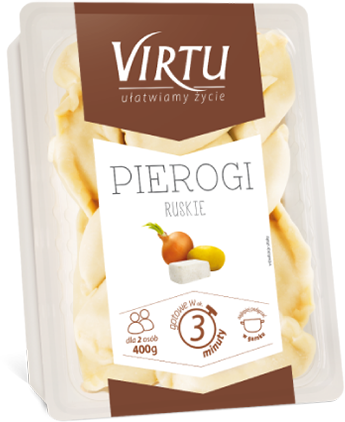 VIRTU
ułatwiamy życie
PIEROGI
RUSKIE
gotowe w ok.
3
minuty
dla 2 osób
400g